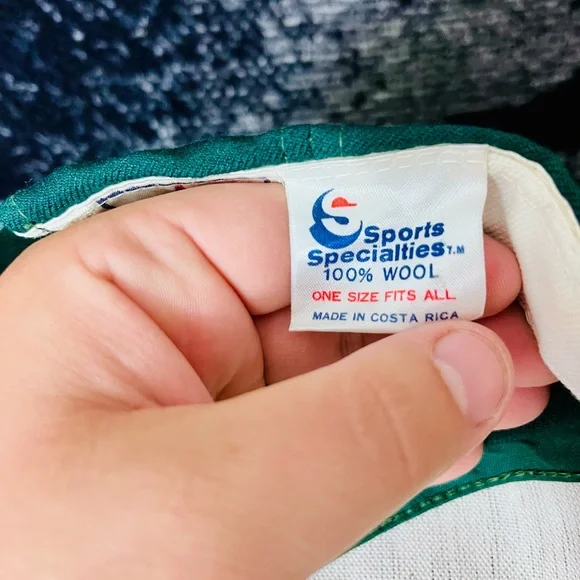 Sports
Specialties T.M
100% WOOL
ONE SIZE FITS ALL
MADE IN COSTA RICA